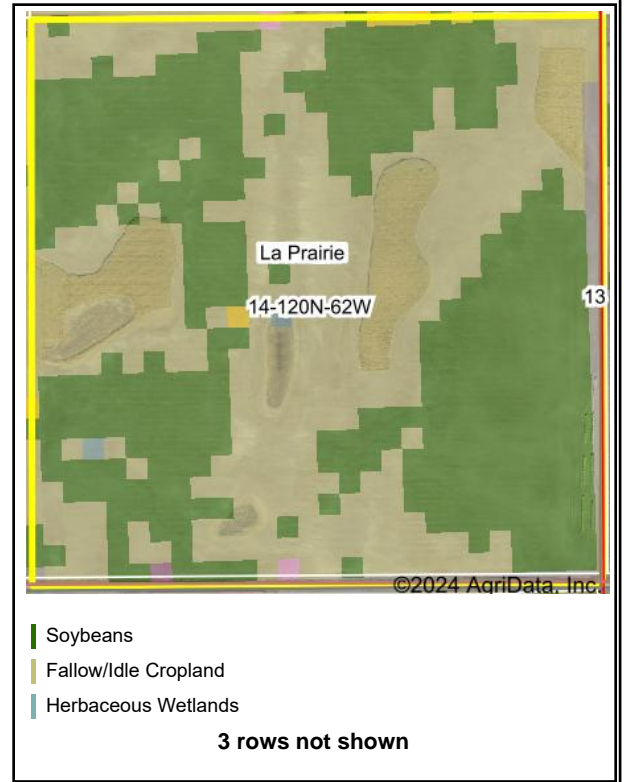 La Prairie
14-120N-62W
13
©2024 AgriData, Inc.
Soybeans
Fallow/Idle Cropland
Herbaceous Wetlands
3 rows not shown